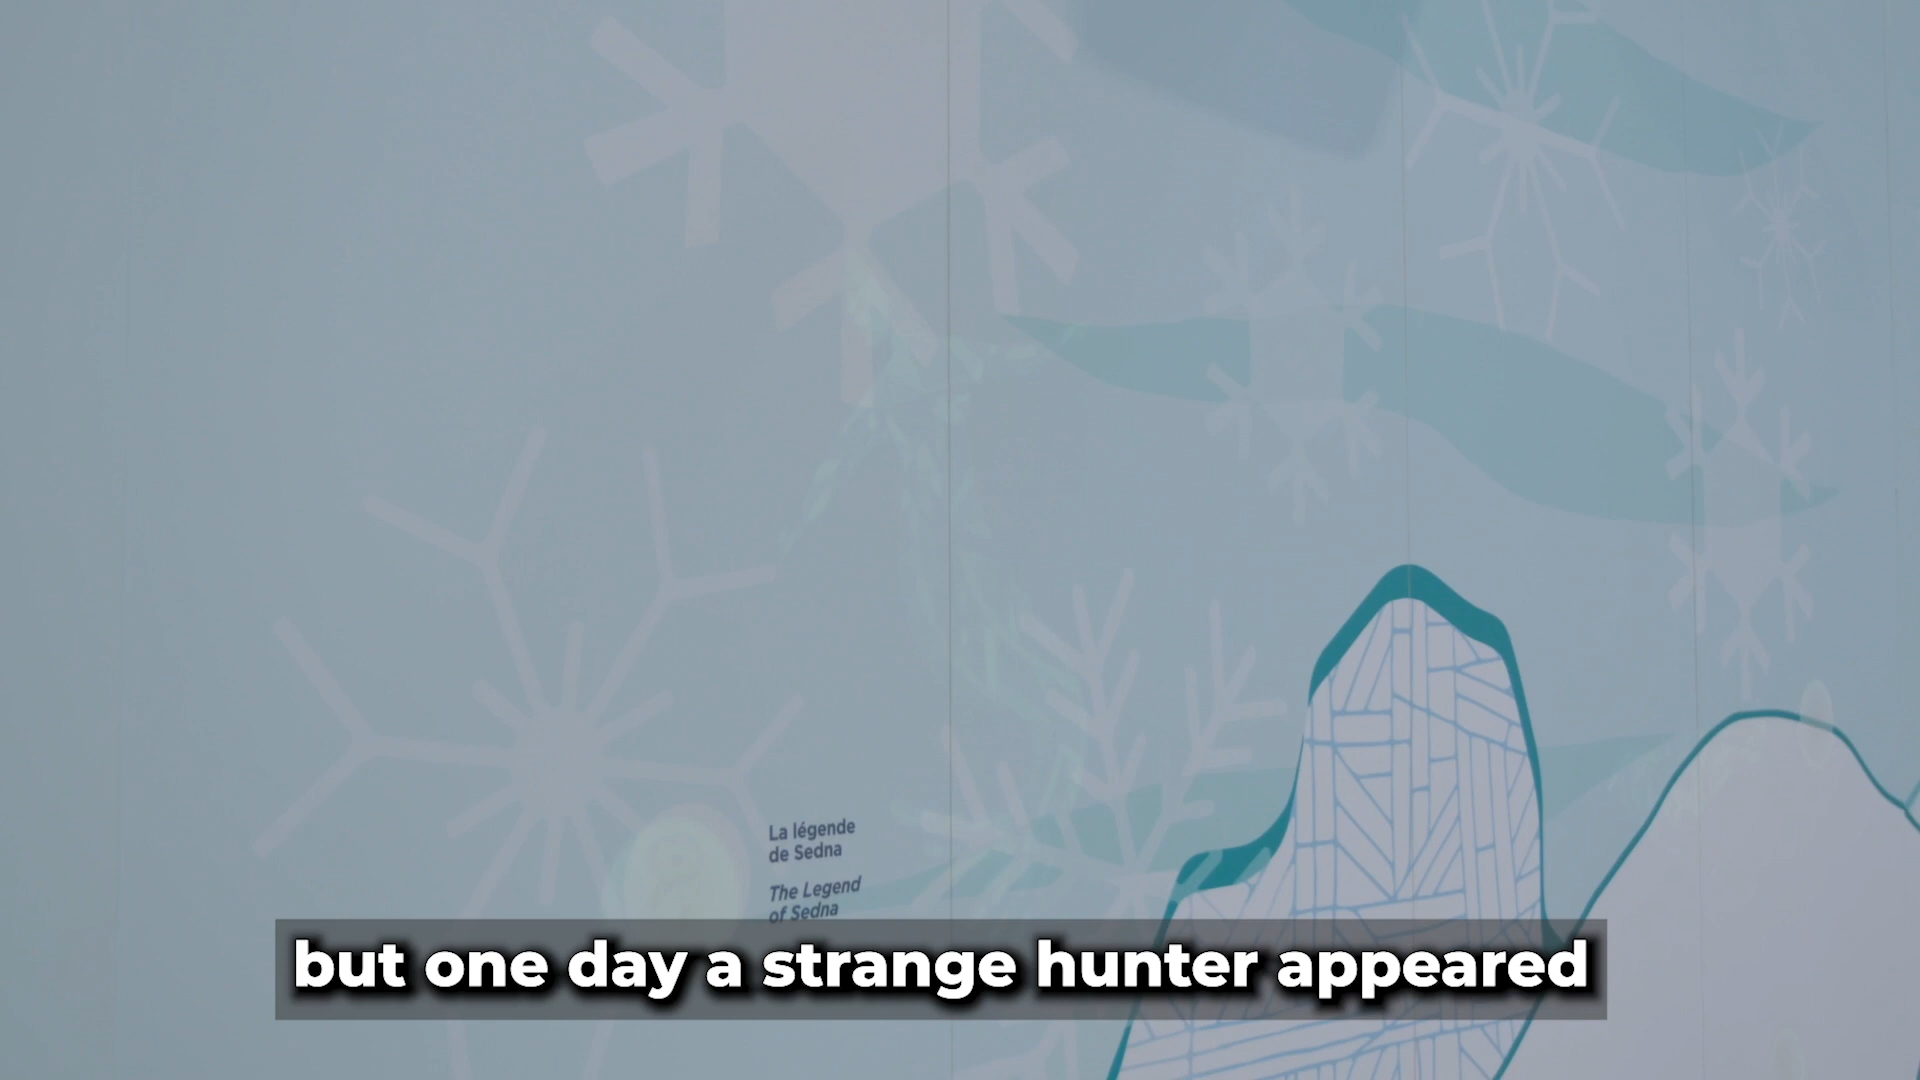 La légende
de Sedna
The Legend
of Sedna
but one day a strange hunter appeared